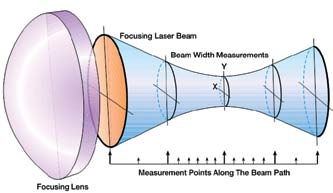 Focusing Laser Beam
Beam Width Measurements
Y
X
Measurement Points Along The Beam Path
Focusing Lens